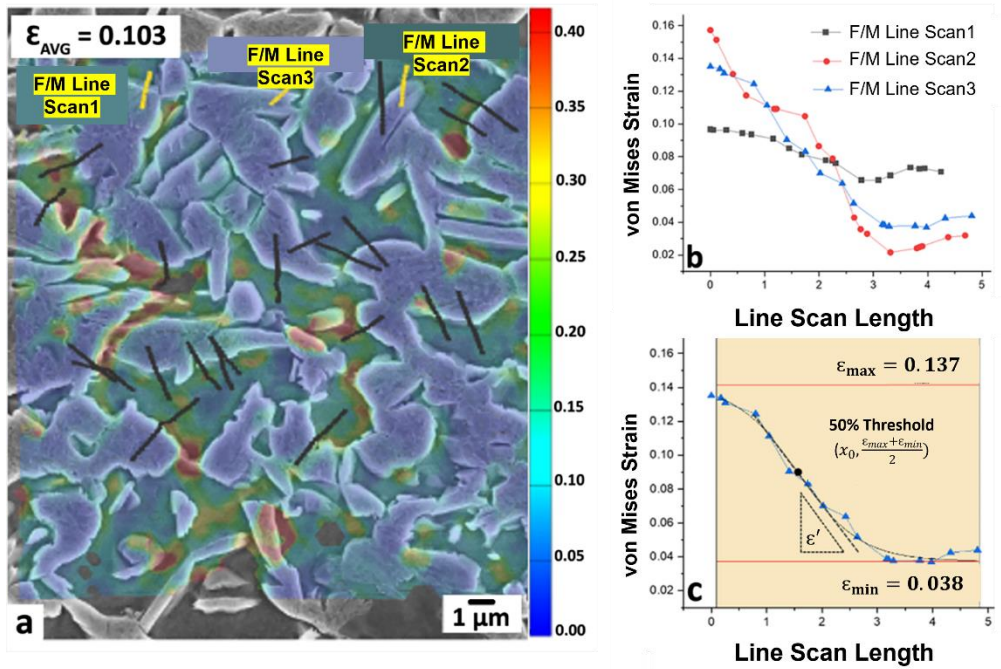 ε_AVG = 0.103
F/M Line
Scan1
F/M Line
Scan3
F/M Line
Scan2
a
1 μm
0.40
0.35
0.30
0.25
0.20
0.15
0.10
0.05
0.00
von Mises Strain
0.16
0.14
0.12
0.10
0.08
0.06
0.04
0.02
F/M Line Scan1
F/M Line Scan2
F/M Line Scan3
b
0 1 2 3 4 5
Line Scan Length
von Mises Strain
0.16
0.14
0.12
0.10
0.08
0.06
0.04
0.02
ε_max = 0.137
50% Threshold
(x₀, (ε_max+ε_min)/2)
ε′
ε_min = 0.038
c
0 1 2 3 4 5
Line Scan Length